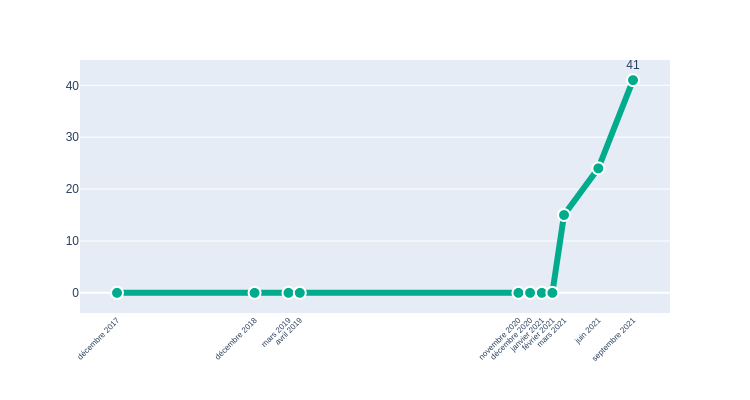 41
40
30
20
10
0
décembre 2017
décembre 2018
mars 2019
avril 2019
novembre 2020
décembre 2020
janvier 2021
février 2021
mars 2021
juin 2021
septembre 2021